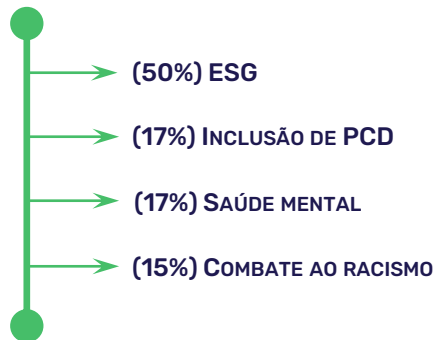 (50%) ESG
(17%) Inclusão de PCD
(17%) Saúde mental
(15%) Combate ao racismo